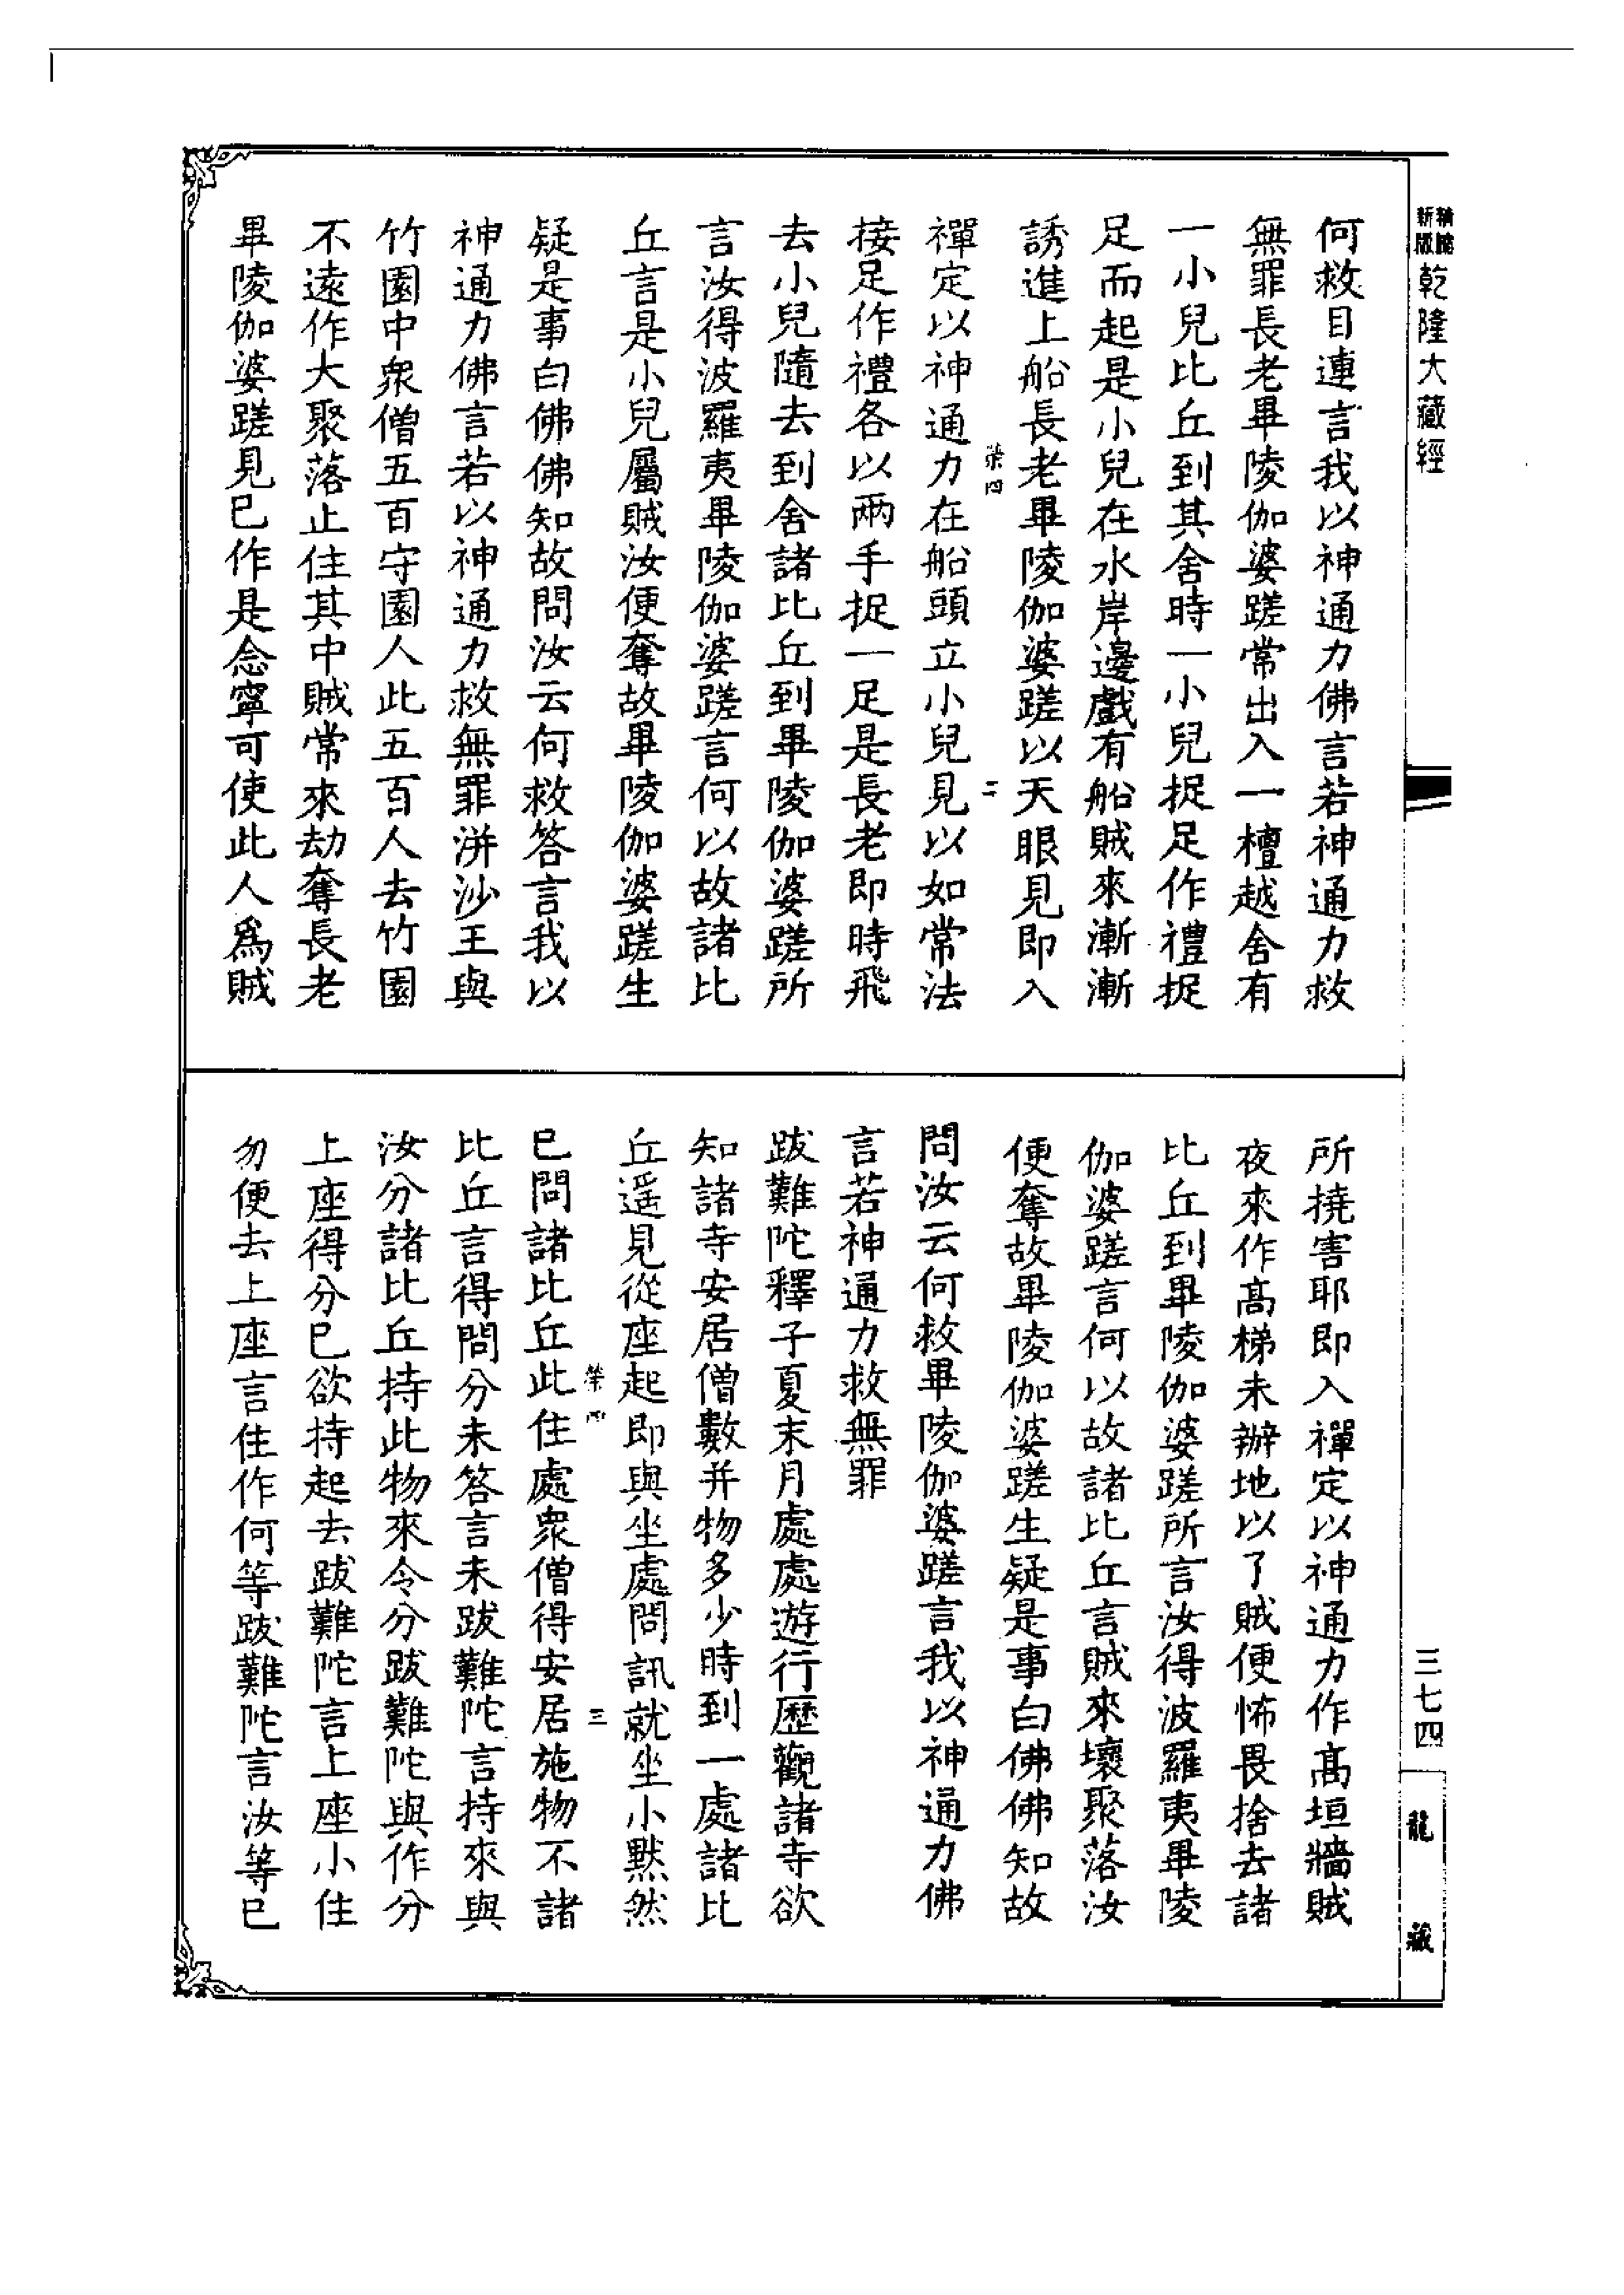 新版
乾隆大藏經
何救目連言我以神通力佛言若神通力救
無罪長老畢陵伽婆蹉常出入一檀越舍有
一小兒比丘到其舍時一小兒捉足作禮捉
足而起是小兒在水岸邊戲有船賊來漸漸
誘進上船長老畢陵伽婆蹉以天眼見即入
榮四
二
禪定以神通力在船頭立小兒見以如常法
接足作禮各以兩手捉一足是長老即時飛
去小兒隨去到舍諸比丘到畢陵伽婆蹉所
言汝得波羅夷畢陵伽婆蹉言何以故諸比
丘言是小兒屬賊汝便奪故畢陵伽婆蹉生
疑是事白佛佛知故問汝云何救答言我以
神通力佛言若以神通力救無罪洴沙王與
竹園中衆僧五百守園人此五百人去竹園
不遠作大聚落止住其中賊常來劫奪長老
畢陵伽婆蹉見已作是念寧可使此人爲賊
所撓害耶即入禪定以神通力作髙垣牆賊
夜來作髙梯未辦地以了賊便怖畏捨去諸
比丘到畢陵伽婆蹉所言汝得波羅夷畢陵
伽婆蹉言何以故諸比丘言賊來壞聚落汝
便奪故畢陵伽婆蹉生疑是事白佛佛知故
問汝云何救畢陵伽婆蹉言我以神通力佛
言若神通力救無罪
跋難陀釋子夏末月處處遊行歷觀諸寺欲
知諸寺安居僧數并物多少時到一處諸比
丘遥見從座起即與坐處問訊就坐小黙然
榮四
三
已問諸比丘此住處衆僧得安居施物不諸
比丘言得問分未答言未跋難陀言持來與
汝分諸比丘持此物來令分跋難陀與作分
上座得分已欲持起去跋難陀言上座小住
勿便去上座言住作何等跋難陀言汝等已
三七四
龍藏